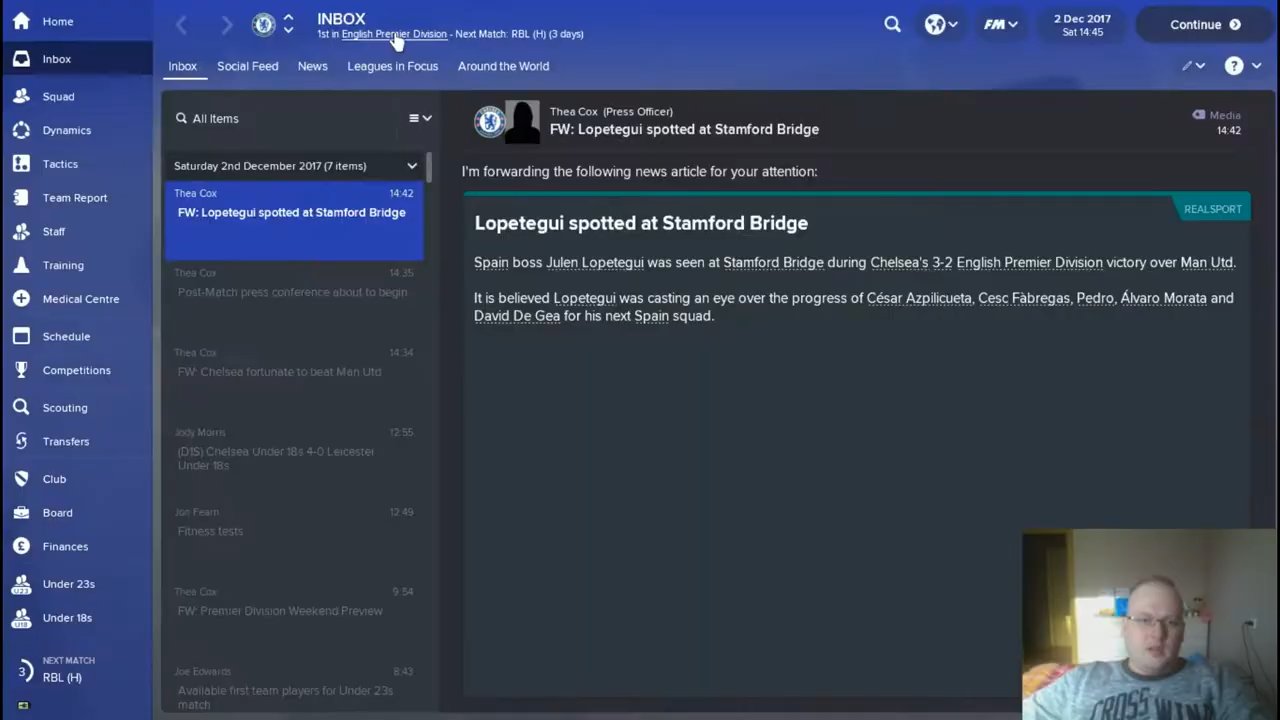 Home
Inbox
Squad
Dynamics
Tactics
Team Report
Staff
Training
Medical Centre
Schedule
Competitions
Scouting
Transfers
Club
Board
Finances
Under 23s
Under 18s
3
NEXT MATCH
RBL (H)
INBOX
1st in English Premier Division - Next Match: RBL (H) (3 days)
FM
2 Dec 2017
Sat 14:45
Continue
Inbox Social Feed News Leagues in Focus Around the World
?
All Items
Saturday 2nd December 2017 (7 items)
Thea Cox 14:42
FW: Lopetegui spotted at Stamford Bridge
Thea Cox 14:35
Post-Match press conference about to begin
Thea Cox 14:34
FW: Chelsea fortunate to beat Man Utd
Jody Morris 12:55
(D1S) Chelsea Under 18s 4-0 Leicester
Under 18s
Jon Fearn 12:49
Fitness tests
Thea Cox 9:54
FW: Premier Division Weekend Preview
Joe Edwards 8:43
Available first team players for Under 23s
match
Thea Cox (Press Officer)
FW: Lopetegui spotted at Stamford Bridge
Media
14:42
I'm forwarding the following news article for your attention:
REALSPORT
Lopetegui spotted at Stamford Bridge
Spain boss Julen Lopetegui was seen at Stamford Bridge during Chelsea's 3-2 English Premier Division victory over Man Utd.
It is believed Lopetegui was casting an eye over the progress of César Azpilicueta, Cesc Fàbregas, Pedro, Álvaro Morata and
David De Gea for his next Spain squad.
CROSS WIN